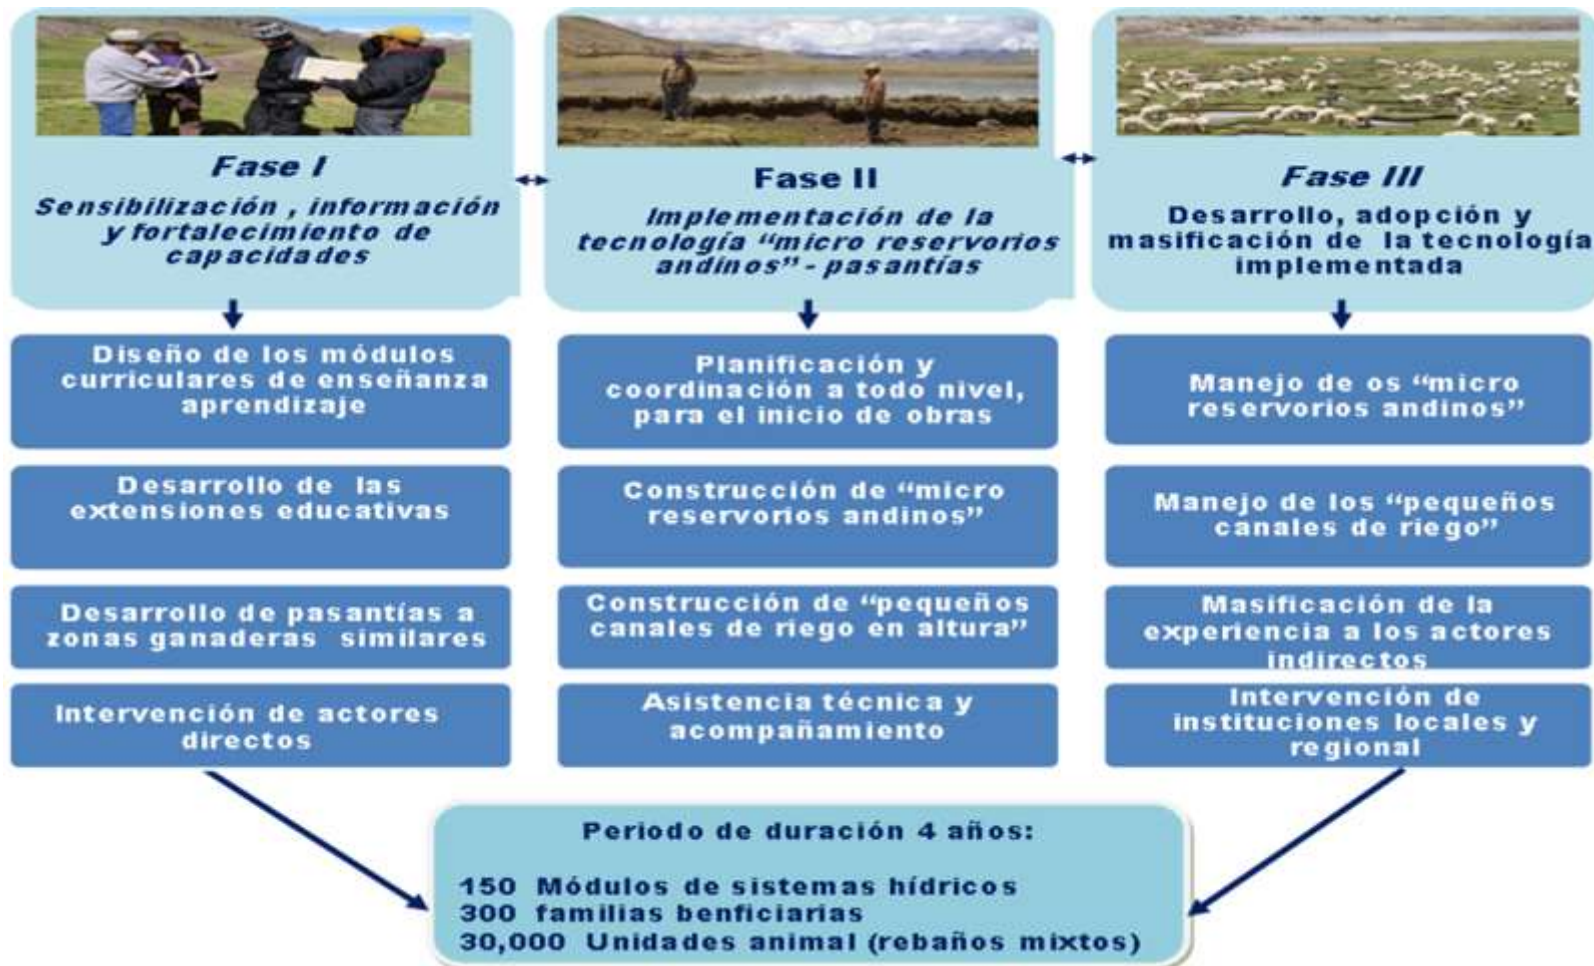 Fase I
Sensibilización , información
y fortalecimiento de
capacidades
Diseño de los módulos
curriculares de enseñanza
aprendizaje
Desarrollo de las
extensiones educativas
Desarrollo de pasantías a
zonas ganaderas similares
Intervención de actores
directos
Fase II
Implementación de la
tecnología “micro reservorios
andinos” - pasantías
Planificación y
coordinación a todo nivel,
para el inicio de obras
Construcción de “micro
reservorios andinos”
Construcción de “pequeños
canales de riego en altura”
Asistencia técnica y
acompañamiento
Fase III
Desarrollo, adopción y
masificación de la tecnología
implementada
Manejo de os “micro
reservorios andinos”
Manejo de los “pequeños
canales de riego”
Masificación de la
experiencia a los actores
indirectos
Intervención de
instituciones locales y
regional
Periodo de duración 4 años:
150 Módulos de sistemas hídricos
300 familias benficiarias
30,000 Unidades animal (rebaños mixtos)